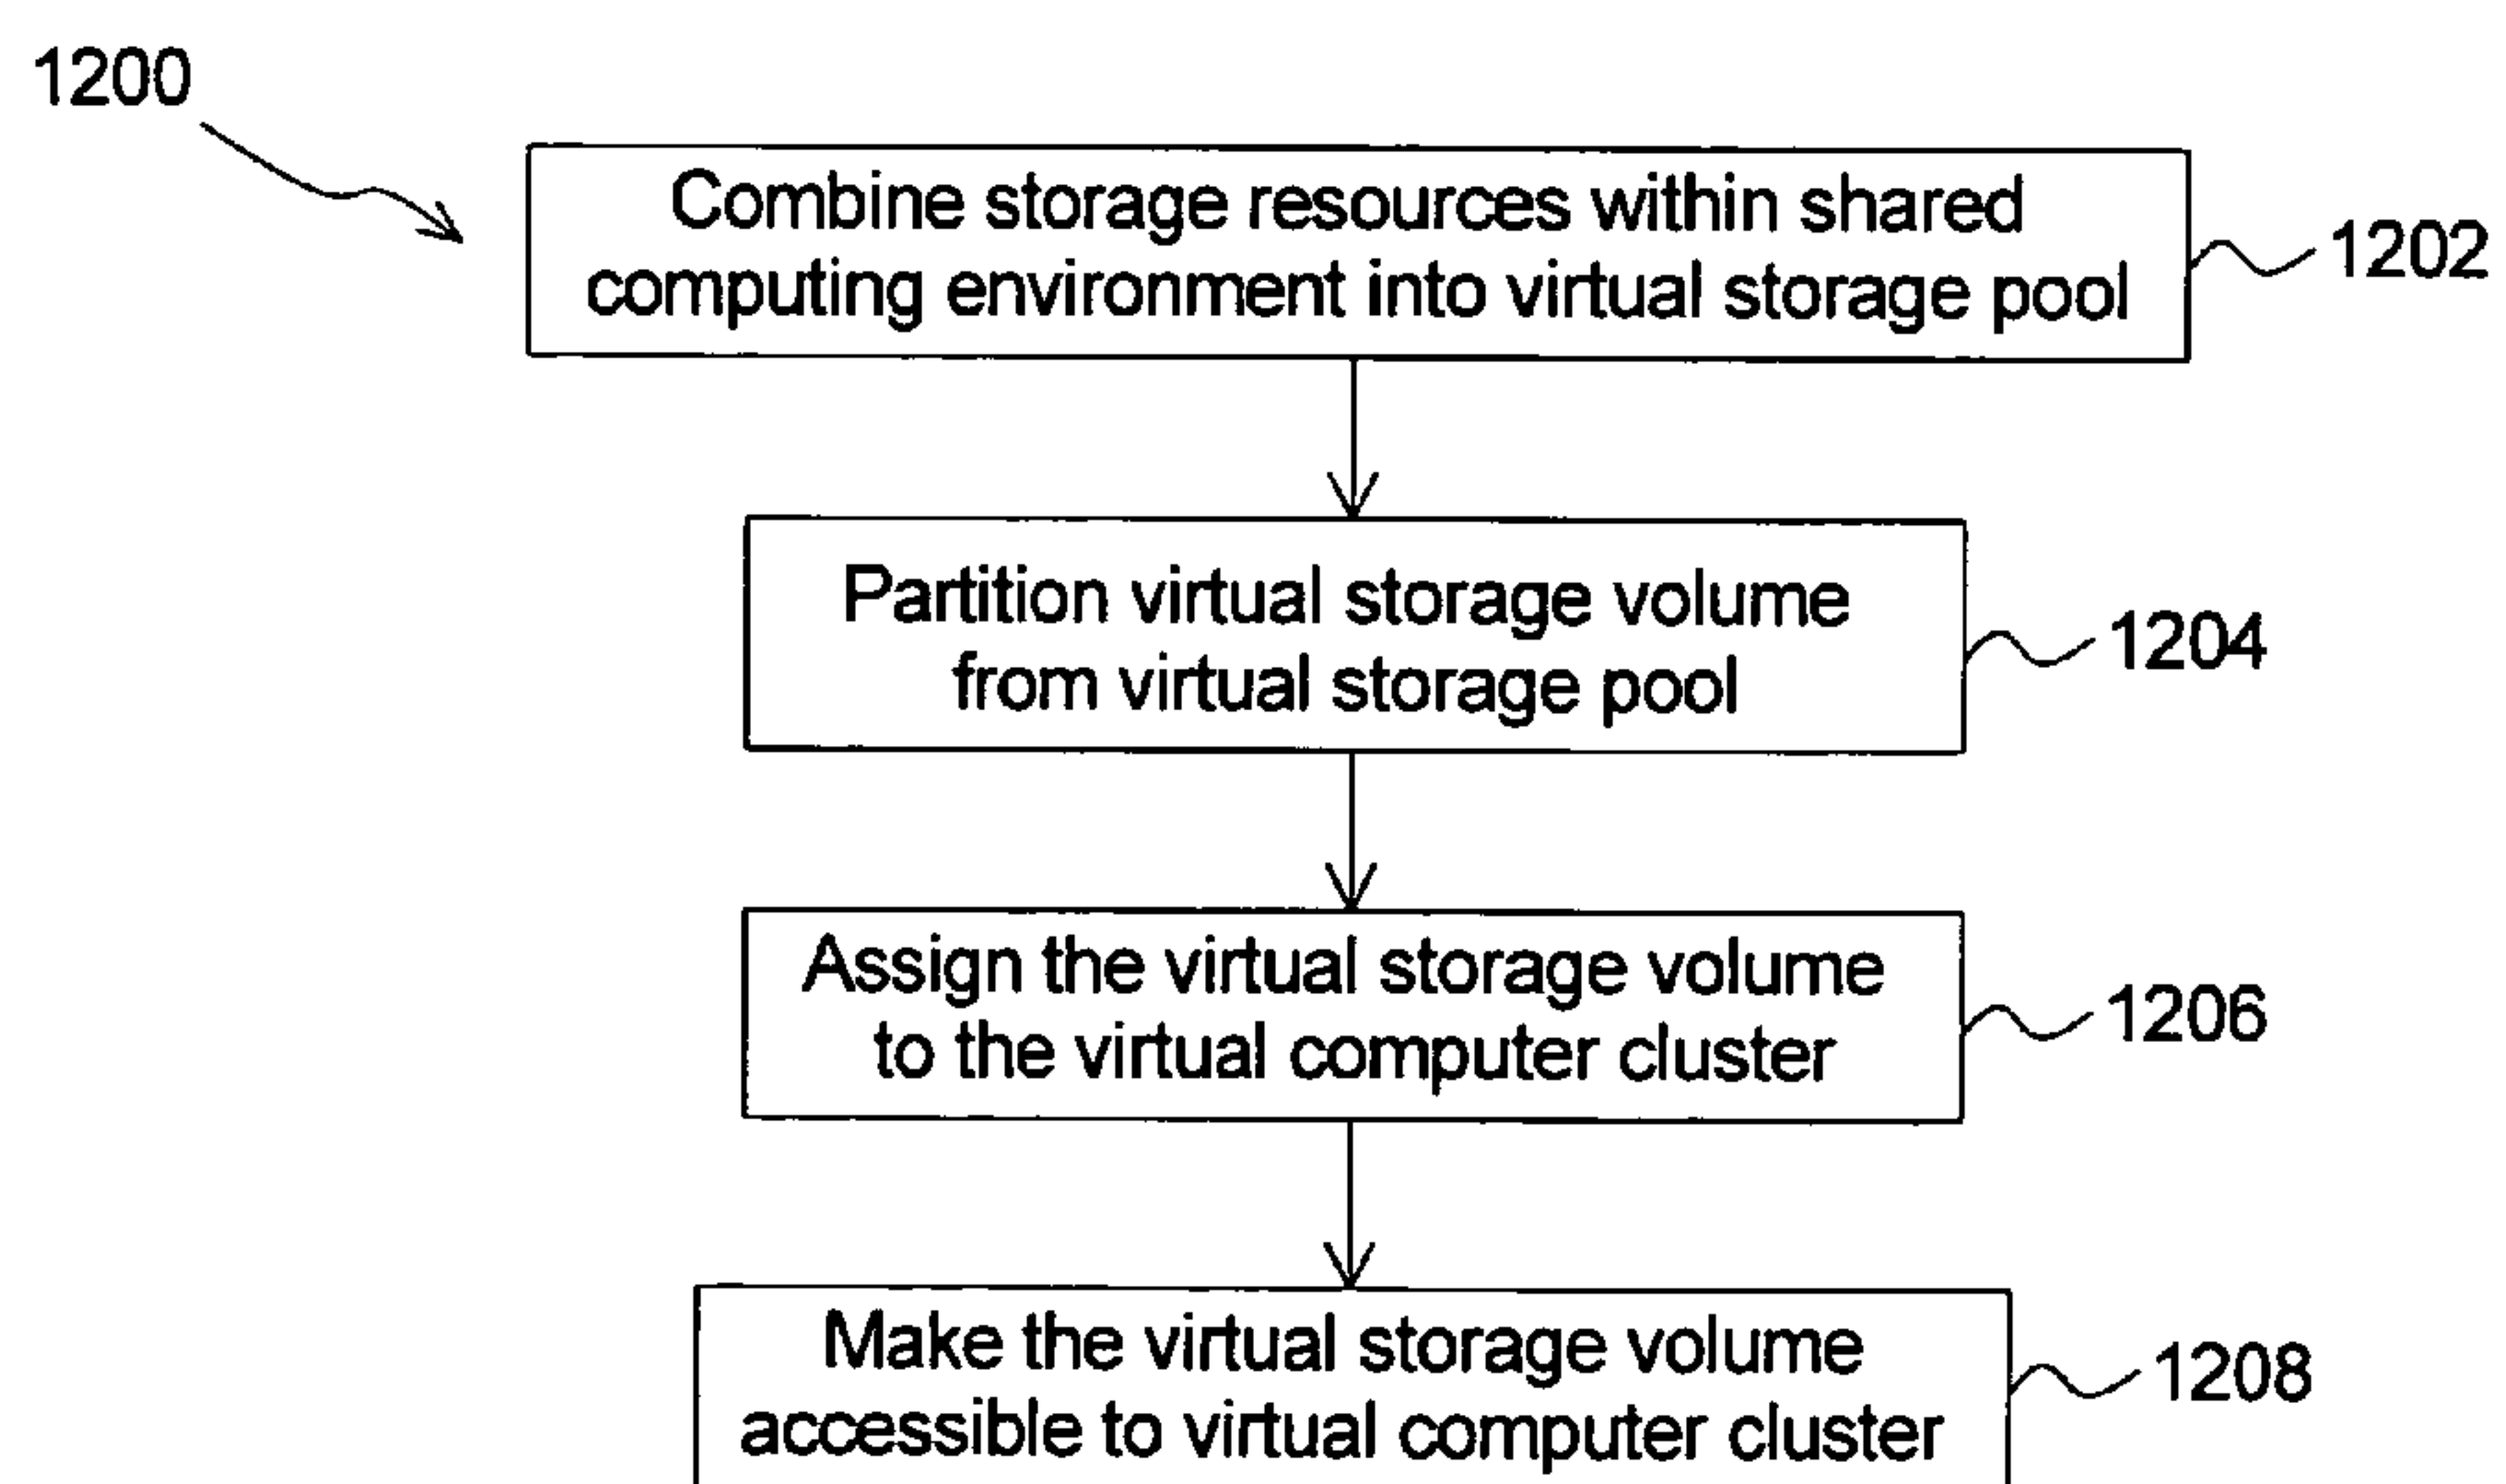 1200
Combine storage resources within shared
computing environment into virtual storage pool
1202
Partition virtual storage volume
from virtual storage pool
1204
Assign the virtual storage volume
to the virtual computer cluster
1206
Make the virtual storage volume
accessible to virtual computer cluster
1208